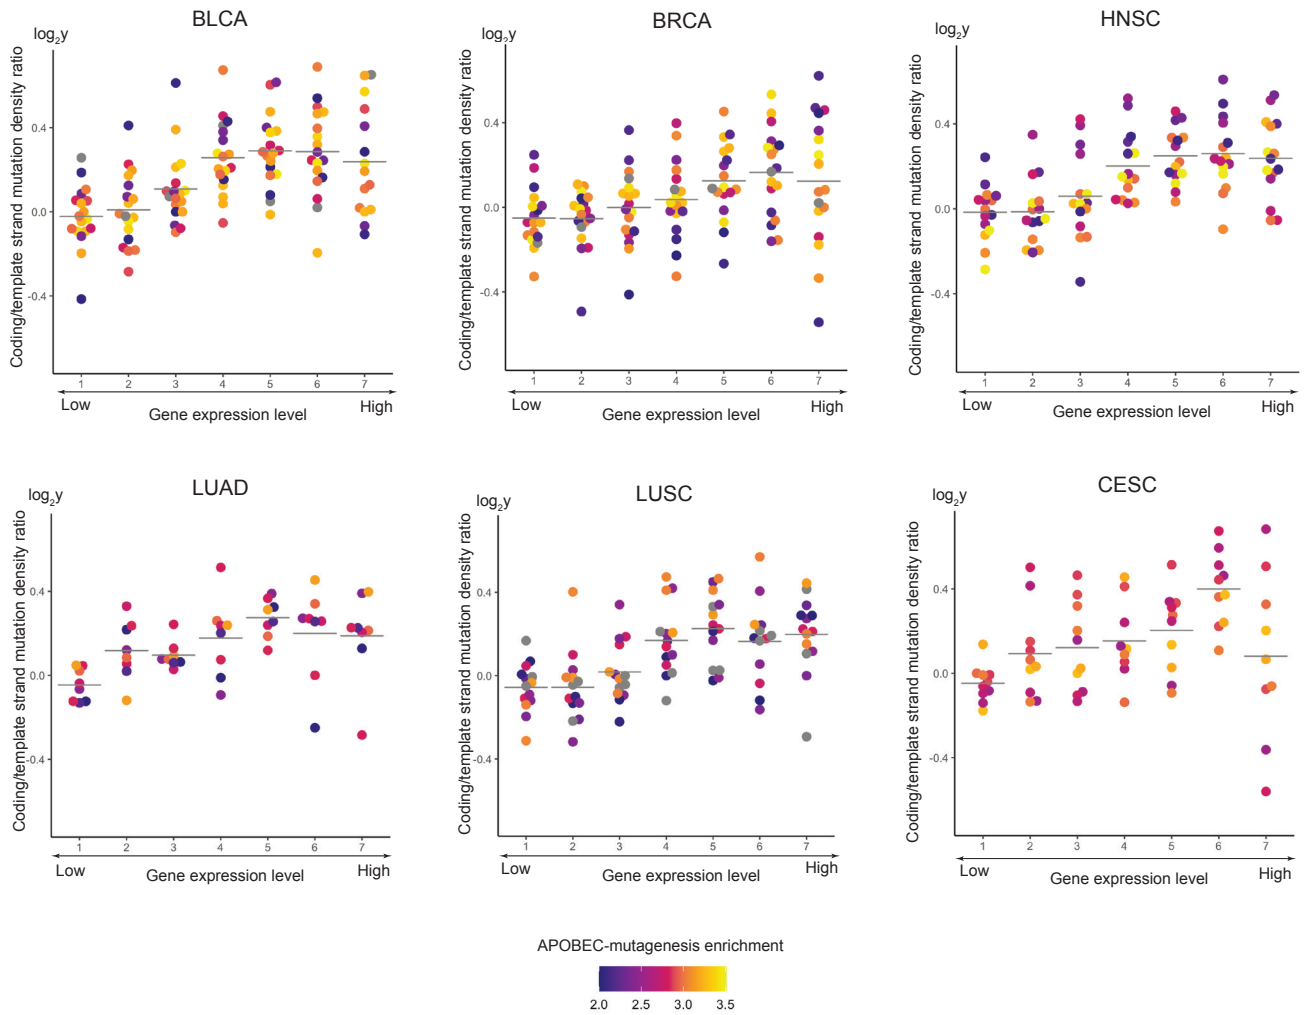 BLCA
log2y
Coding/template strand mutation density ratio
0.4
0.0
-0.4
1 2 3 4 5 6 7
Low High
Gene expression level
BRCA
log2y
Coding/template strand mutation density ratio
0.4
0.0
-0.4
1 2 3 4 5 6 7
Low High
Gene expression level
HNSC
log2y
Coding/template strand mutation density ratio
0.4
0.0
-0.4
1 2 3 4 5 6 7
Low High
Gene expression level
LUAD
log2y
Coding/template strand mutation density ratio
0.4
0.0
-0.4
1 2 3 4 5 6 7
Low High
Gene expression level
LUSC
log2y
Coding/template strand mutation density ratio
0.4
0.0
-0.4
1 2 3 4 5 6 7
Low High
Gene expression level
CESC
log2y
Coding/template strand mutation density ratio
0.4
0.0
-0.4
1 2 3 4 5 6 7
Low High
Gene expression level
APOBEC-mutagenesis enrichment
2.0 2.5 3.0 3.5